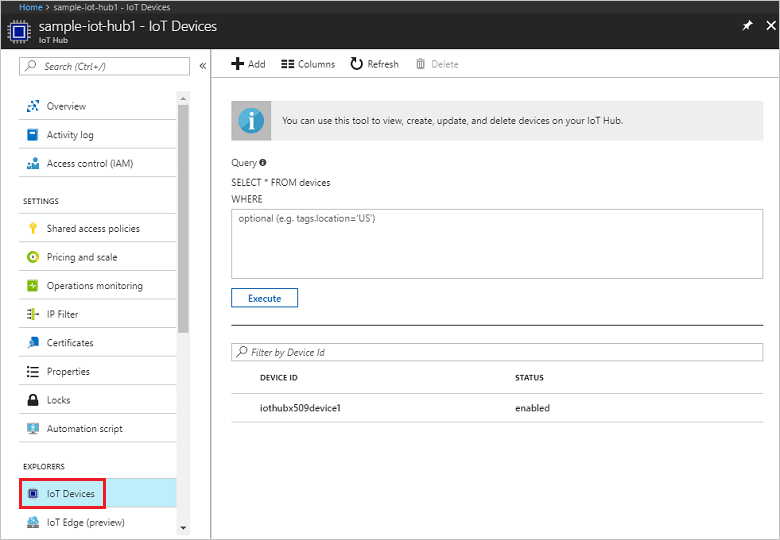 Home > sample-iot-hub1 - IoT Devices
sample-iot-hub1 - IoT Devices
IoT Hub
Search (Ctrl+/)
Overview
Activity log
Access control (IAM)
SETTINGS
Shared access policies
Pricing and scale
Operations monitoring
IP Filter
Certificates
Properties
Locks
Automation script
EXPLORERS
IoT Devices
IoT Edge (preview)
Add Columns Refresh Delete
You can use this tool to view, create, update, and delete devices on your IoT Hub.
Query
SELECT * FROM devices
WHERE
optional (e.g. tags.location='US')
Execute
Filter by Device Id
DEVICE ID STATUS
iothubx509device1 enabled